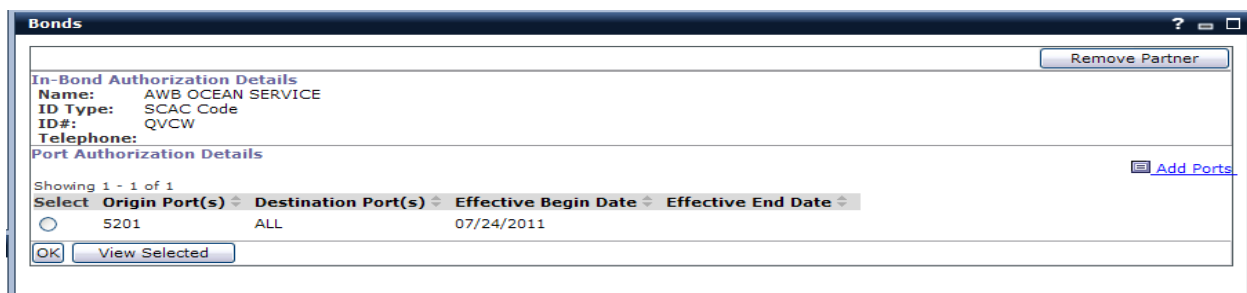 Bonds ?
Remove Partner
In-Bond Authorization Details
Name: AWB OCEAN SERVICE
ID Type: SCAC Code
ID#: QVCW
Telephone:
Port Authorization Details
Add Ports
Showing 1 - 1 of 1
Select Origin Port(s) Destination Port(s) Effective Begin Date Effective End Date
5201 ALL 07/24/2011
OK View Selected